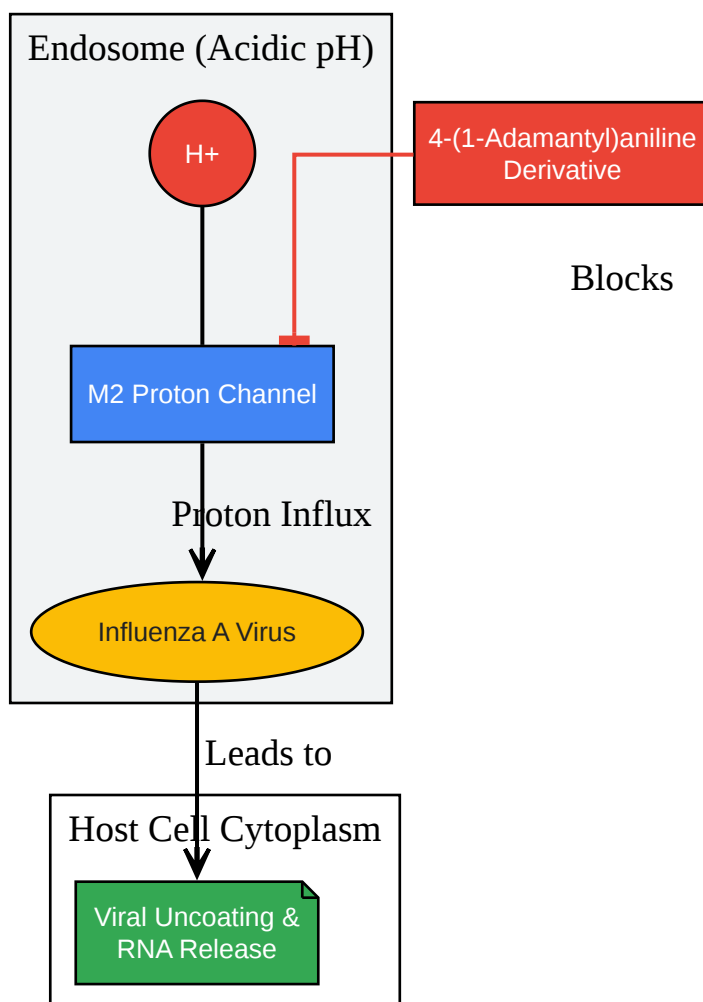 Endosome (Acidic pH)
H+
4-(1-Adamantyl)aniline
Derivative
Blocks
M2 Proton Channel
Proton Influx
Influenza A Virus
Leads to
Host Cell Cytoplasm
Viral Uncoating &
RNA Release